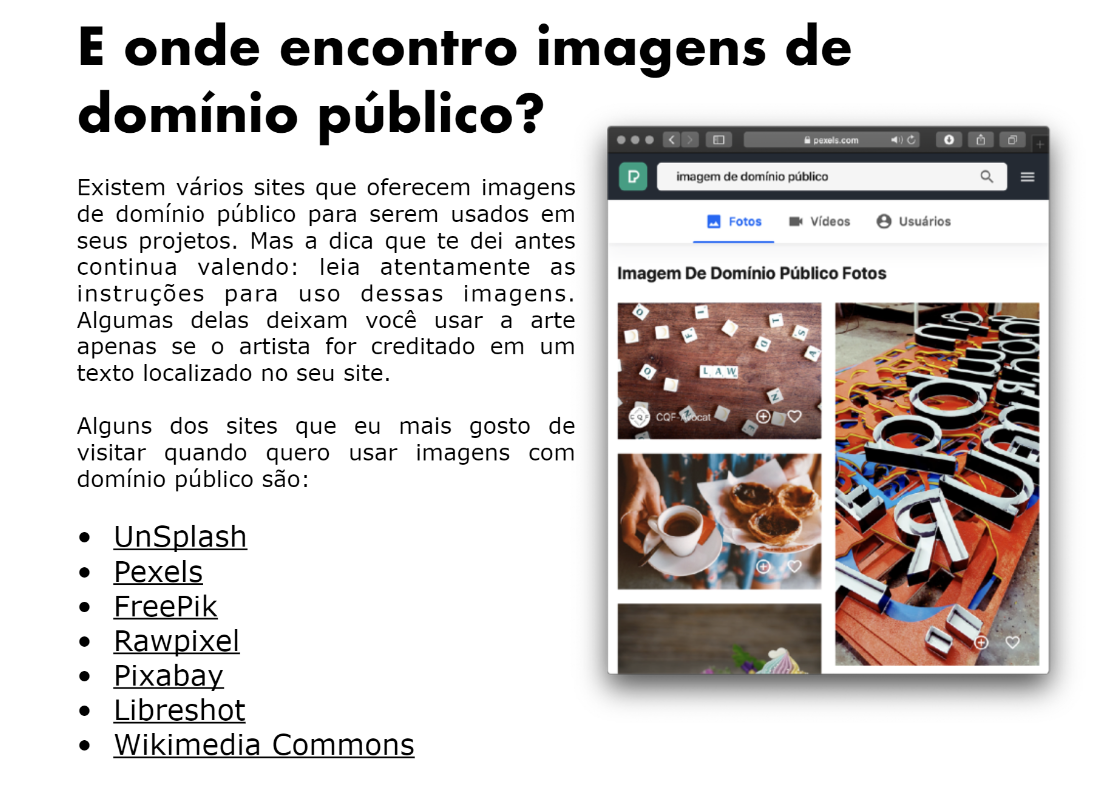 E onde encontro imagens de
domínio público?
Existem vários sites que oferecem imagens
de domínio público para serem usados em
seus projetos. Mas a dica que te dei antes
continua valendo: leia atentamente as
instruções para uso dessas imagens.
Algumas delas deixam você usar a arte
apenas se o artista for creditado em um
texto localizado no seu site.
Alguns dos sites que eu mais gosto de
visitar quando quero usar imagens com
domínio público são:
• UnSplash
• Pexels
• FreePik
• Rawpixel
• Pixabay
• Libreshot
• Wikimedia Commons
pexels.com
imagem de domínio público
Fotos Vídeos Usuários
Imagem De Domínio Público Fotos
LAW
CQF-Avocat